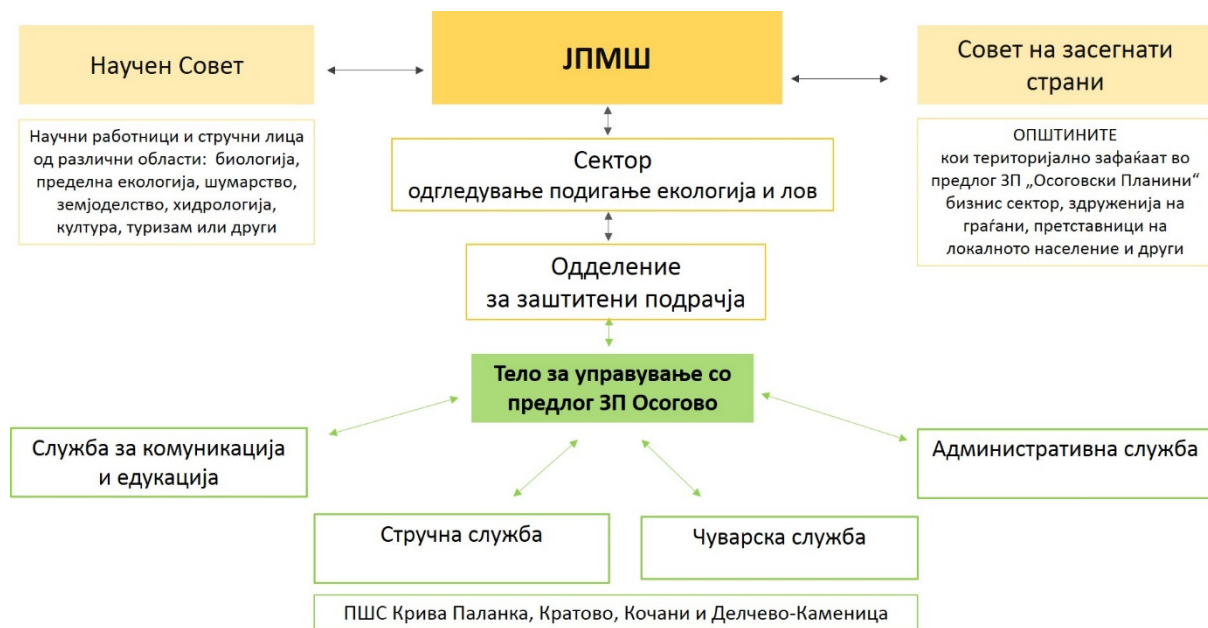 Научен Совет
ЈПМШ
Совет на засегнати
страни
Научни работници и стручни лица
од различни области: биологија,
пределна екологија, шумарство,
земјоделство, хидрологија,
култура, туризам или други
Сектор
одгледување подигање екологија и лов
ОПШТИНИТЕ
кои територијално зафаќаат во
предлог ЗП „Осоговски Планини“
бизнис сектор, здруженија на
граѓани, претставници на
локалното население и други
Одделение
за заштитени подрачја
Тело за управување со
предлог ЗП Осогово
Служба за комуникација
и едукација
Административна служба
Стручна служба
Чуварска служба
ПШС Крива Паланка, Кратово, Кочани и Делчево-Каменица